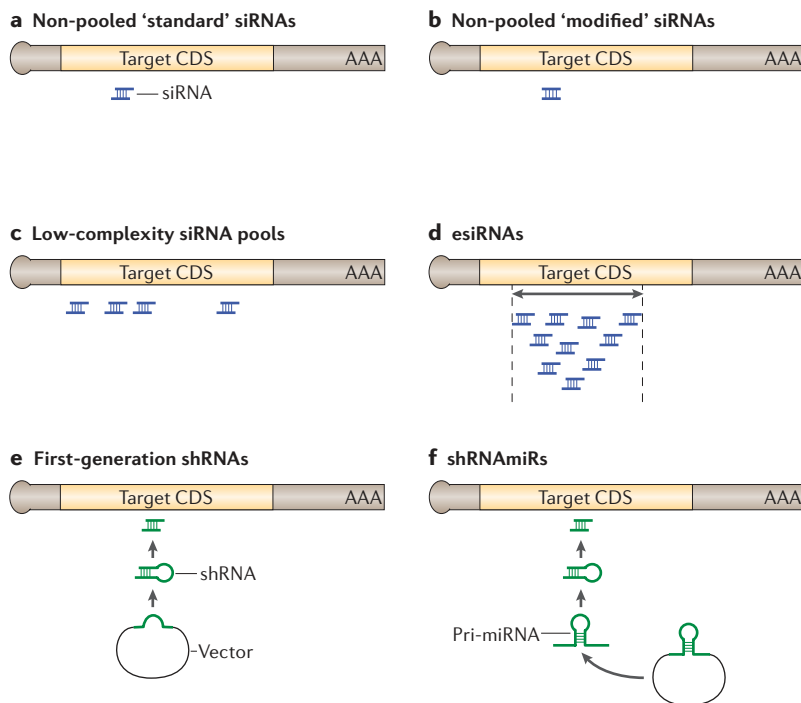 a Non-pooled ‘standard’ siRNAs
Target CDS AAA
siRNA
b Non-pooled ‘modified’ siRNAs
Target CDS AAA
c Low-complexity siRNA pools
Target CDS AAA
d esiRNAs
Target CDS AAA
e First-generation shRNAs
Target CDS AAA
shRNA
Vector
f shRNAmiRs
Target CDS AAA
Pri-miRNA